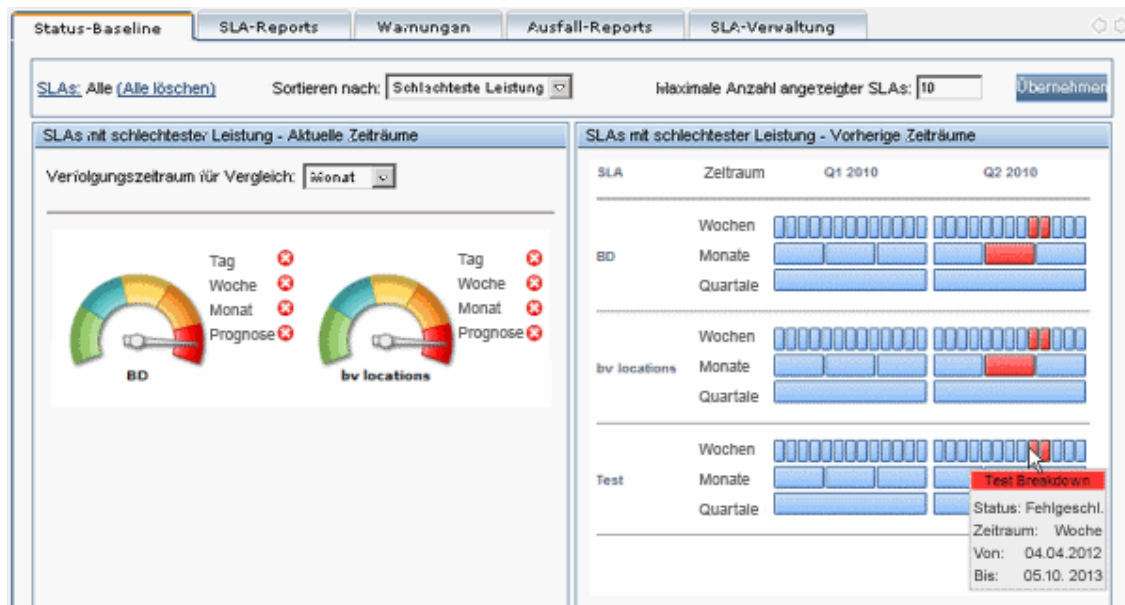 Status-Baseline SLA-Reports Warnungen Ausfall-Reports SLA-Verwaltung
SLAs: Alle (Alle löschen) Sortieren nach: Schlachteste Leistung Maximale Anzahl angezeigter SLAs: 10 Übernehmen
SLAs mit schlechtester Leistung - Aktuelle Zeiträume
Verfolgungszeitraum für Vergleich: Monat
Tag
Woche
Monat
Prognose
BD
Tag
Woche
Monat
Prognose
bv locations
SLAs mit schlechtester Leistung - Vorherige Zeiträume
SLA Zeitraum Q1 2010 Q2 2010
Wochen
BD Monate
Quartale
Wochen
bv locations Monate
Quartale
Wochen
Test Monate
Quartale
Test Breakdown
Status: Fehlgeschl.
Zeitraum: Woche
Von: 04.04.2012
Bis: 05.10. 2013